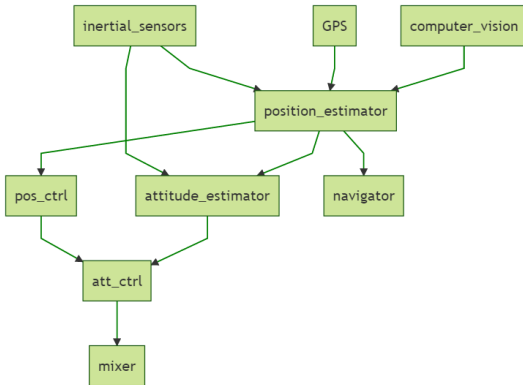 inertial_sensors
GPS
computer_vision
position_estimator
pos_ctrl
attitude_estimator
navigator
att_ctrl
mixer